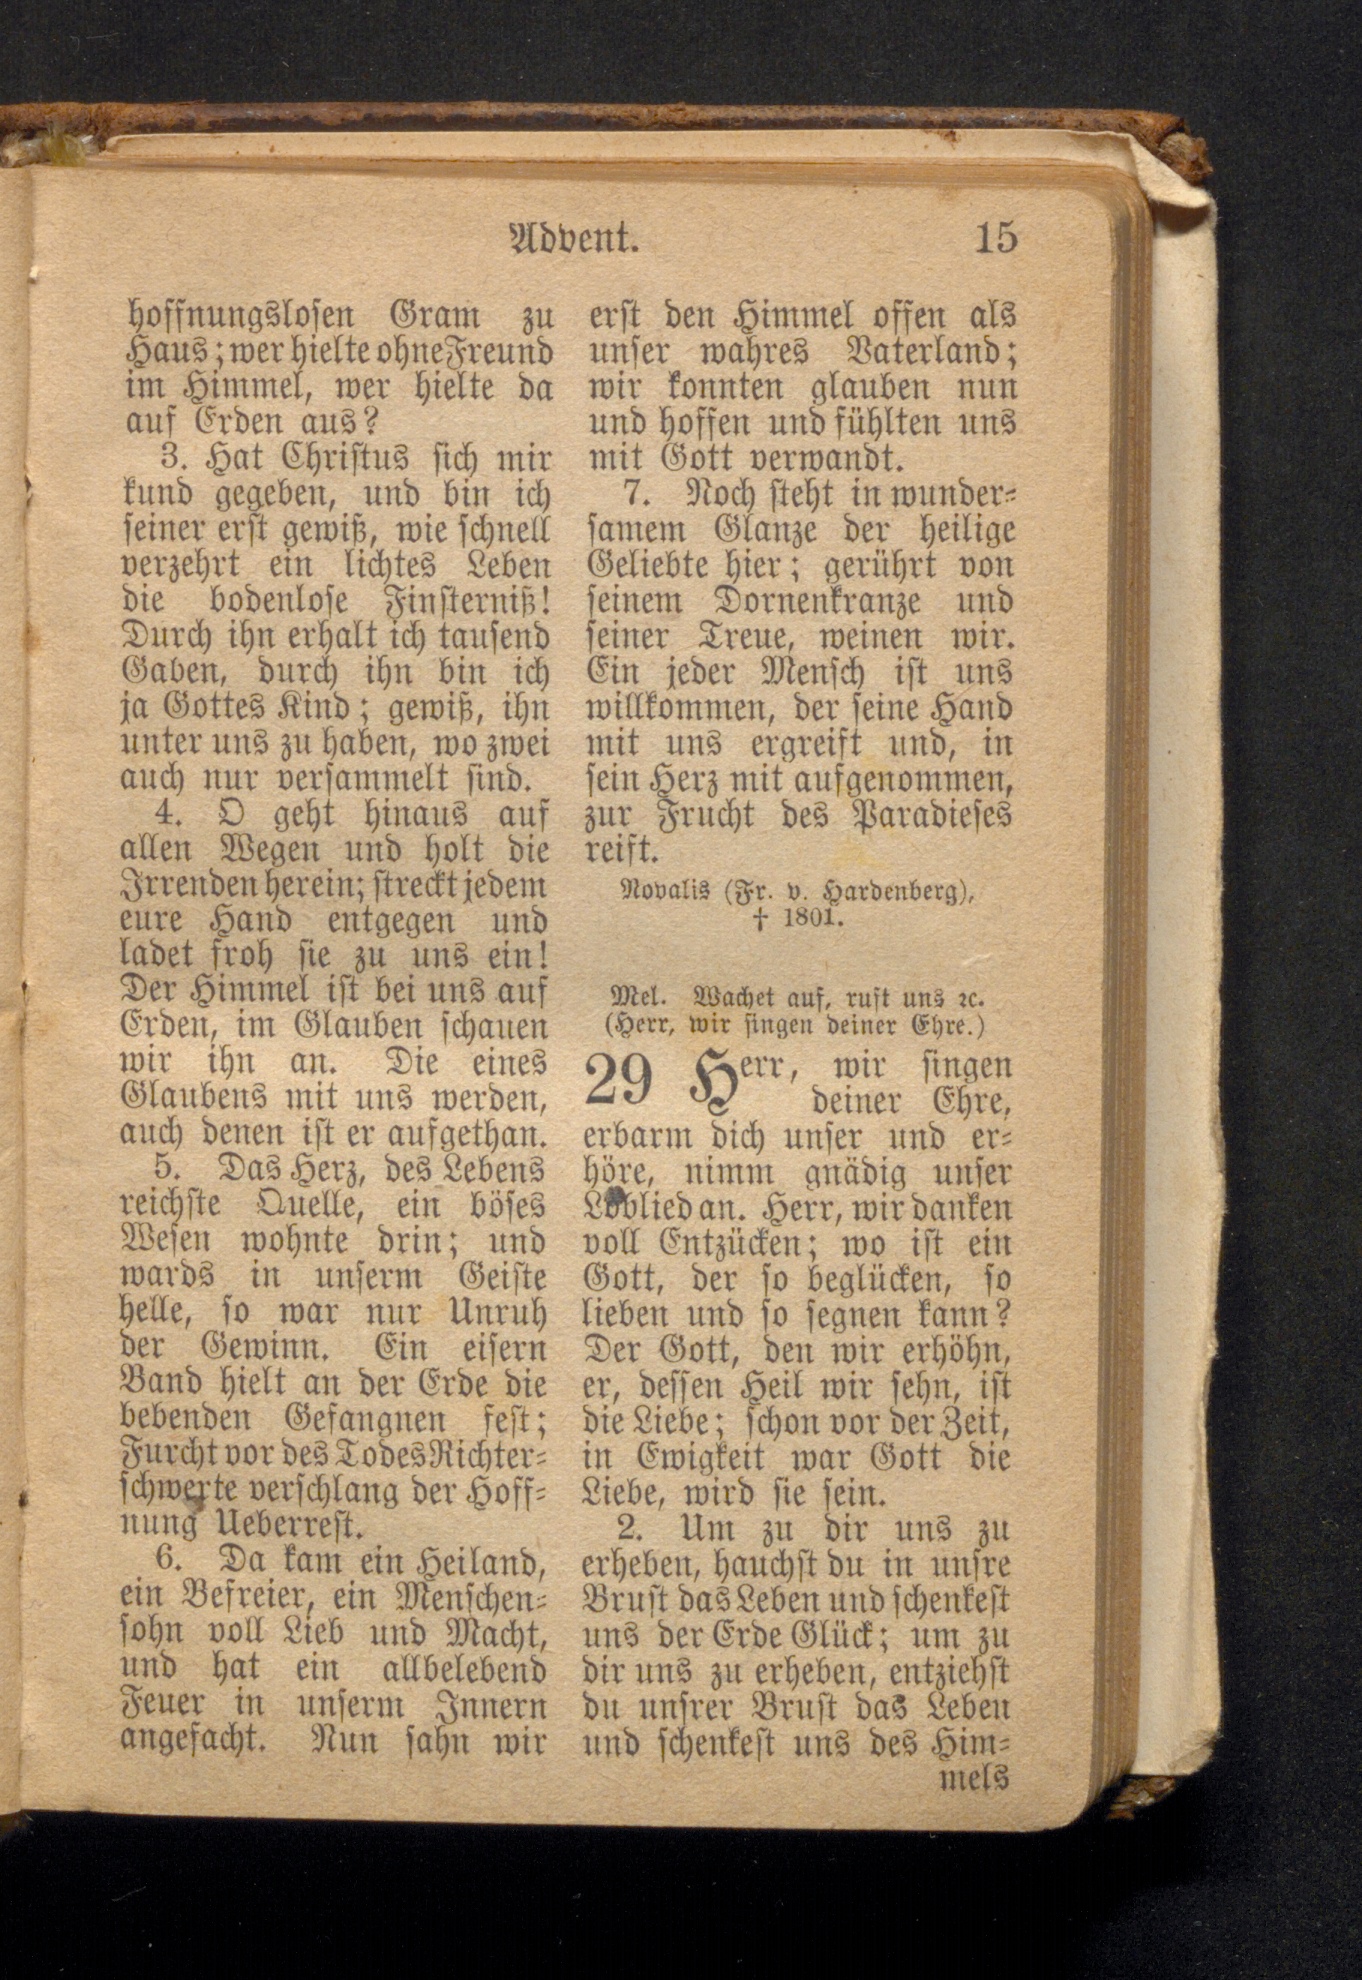 Advent. 15
hoffnungslosen Gram zu
Haus; wer hielte ohne Freund
im Himmel, wer hielte da
auf Erden aus?
3. Hat Christus sich mir
kund gegeben, und bin ich
seiner erst gewiß, wie schnell
verzehrt ein lichtes Leben
die bodenlose Finsterniß!
Durch ihn erhalt ich tausend
Gaben, durch ihn bin ich
ja Gottes Kind; gewiß, ihn
unter uns zu haben, wo zwei
auch nur versammelt sind.
4. O geht hinaus auf
allen Wegen und holt die
Irrenden herein; streckt jedem
eure Hand entgegen und
ladet froh sie zu uns ein!
Der Himmel ist bei uns auf
Erden, im Glauben schauen
wir ihn an. Die eines
Glaubens mit uns werden,
auch denen ist er aufgethan.
5. Das Herz, des Lebens
reichste Quelle, ein böses
Wesen wohnte drin; und
wards in unserm Geiste
helle, so war nur Unruh
der Gewinn. Ein eisern
Band hielt an der Erde die
bebenden Gefangnen fest;
Furcht vor des Todes Richter-
schwerte verschlang der Hoff-
nung Ueberrest.
6. Da kam ein Heiland,
ein Befreier, ein Menschen-
sohn voll Lieb und Macht,
und hat ein allbelebend
Feuer in unserm Innern
angefacht. Nun sahn wir
erst den Himmel offen als
unser wahres Vaterland;
wir konnten glauben nun
und hoffen und fühlten uns
mit Gott verwandt.
7. Noch steht in wunder-
samem Glanze der heilige
Geliebte hier; gerührt von
seinem Dornenkranze und
seiner Treue, weinen wir.
Ein jeder Mensch ist uns
willkommen, der seine Hand
mit uns ergreift und, in
sein Herz mit aufgenommen,
zur Frucht des Paradieses
reift.
Novalis (Fr. v. Hardenberg),
† 1801.
Mel. Wachet auf, ruft uns ꝛc.
(Herr, wir singen deiner Ehre.)
29 Herr, wir singen
deiner Ehre,
erbarm dich unser und er-
höre, nimm gnädig unser
Loblied an. Herr, wir danken
voll Entzücken; wo ist ein
Gott, der so beglücken, so
lieben und so segnen kann?
Der Gott, den wir erhöhn,
er, dessen Heil wir sehn, ist
die Liebe; schon vor der Zeit,
in Ewigkeit war Gott die
Liebe, wird sie sein.
2. Um zu dir uns zu
erheben, hauchst du in unsre
Brust das Leben und schenkest
uns der Erde Glück; um zu
dir uns zu erheben, entziehst
du unsrer Brust das Leben
und schenkest uns des Him-
mels